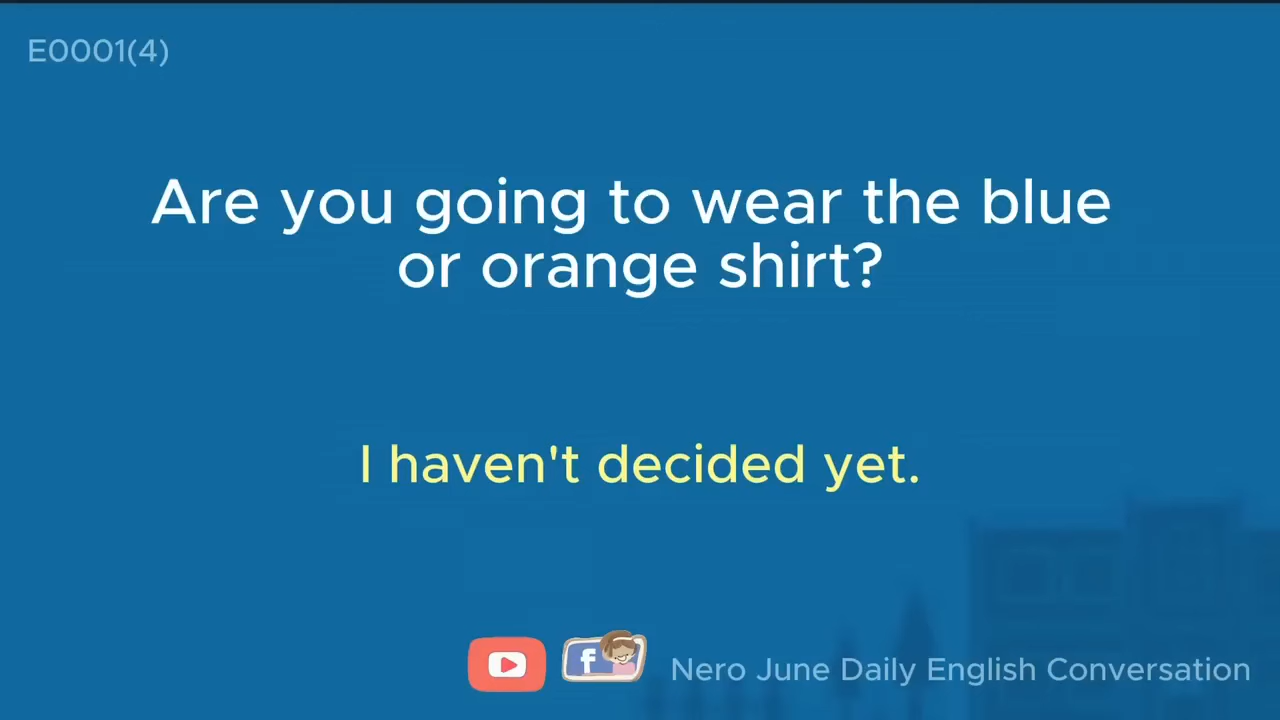 E0001(4)
Are you going to wear the blue
or orange shirt?
I haven't decided yet.
f
Nero June Daily English Conversation